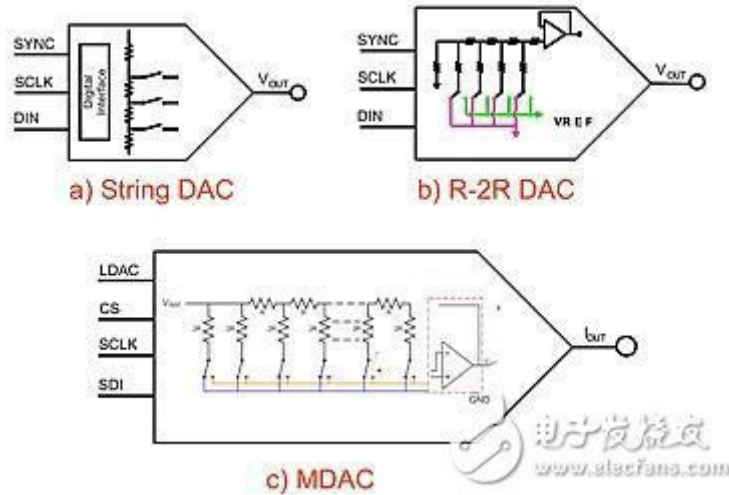 SYNC
SCLK
DIN
Digital
Interface
VOUT
a) String DAC
SYNC
SCLK
DIN
VREF
VOUT
b) R-2R DAC
LDAC
CS
SCLK
SDI
GND
IOUT
c) MDAC
电子发烧友
www.elecfans.com